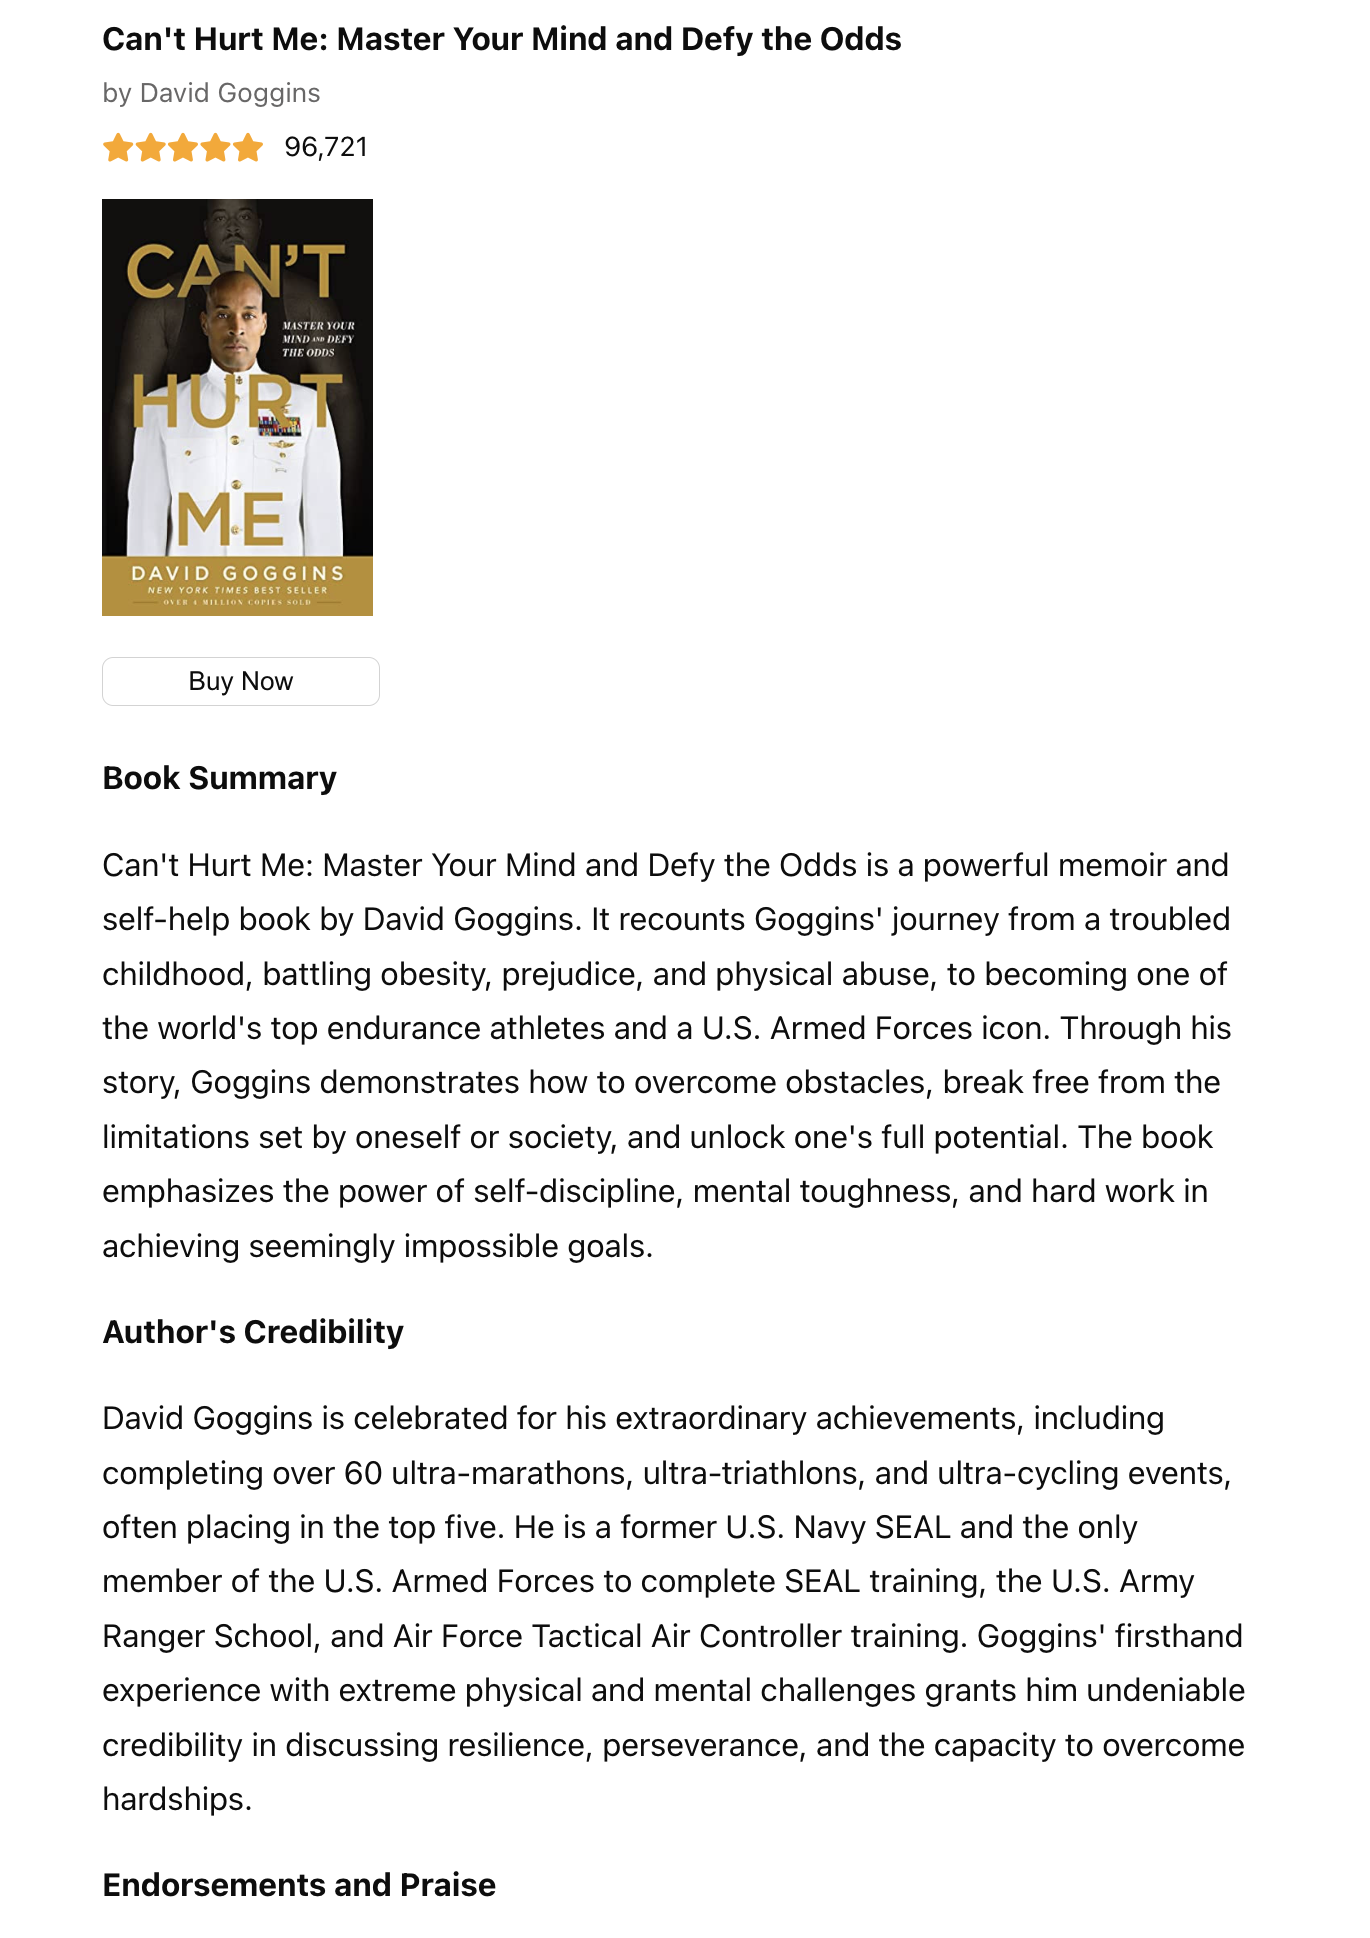 Can't Hurt Me: Master Your Mind and Defy the Odds
by David Goggins
96,721
CAN'T
MASTER YOUR
MIND AND DEFY
THE ODDS
HURT
ME
DAVID GOGGINS
NEW YORK TIMES BEST SELLER
OVER 4 MILLION COPIES SOLD
Buy Now
Book Summary
Can't Hurt Me: Master Your Mind and Defy the Odds is a powerful memoir and
self-help book by David Goggins. It recounts Goggins' journey from a troubled
childhood, battling obesity, prejudice, and physical abuse, to becoming one of
the world's top endurance athletes and a U.S. Armed Forces icon. Through his
story, Goggins demonstrates how to overcome obstacles, break free from the
limitations set by oneself or society, and unlock one's full potential. The book
emphasizes the power of self-discipline, mental toughness, and hard work in
achieving seemingly impossible goals.
Author's Credibility
David Goggins is celebrated for his extraordinary achievements, including
completing over 60 ultra-marathons, ultra-triathlons, and ultra-cycling events,
often placing in the top five. He is a former U.S. Navy SEAL and the only
member of the U.S. Armed Forces to complete SEAL training, the U.S. Army
Ranger School, and Air Force Tactical Air Controller training. Goggins' firsthand
experience with extreme physical and mental challenges grants him undeniable
credibility in discussing resilience, perseverance, and the capacity to overcome
hardships.
Endorsements and Praise